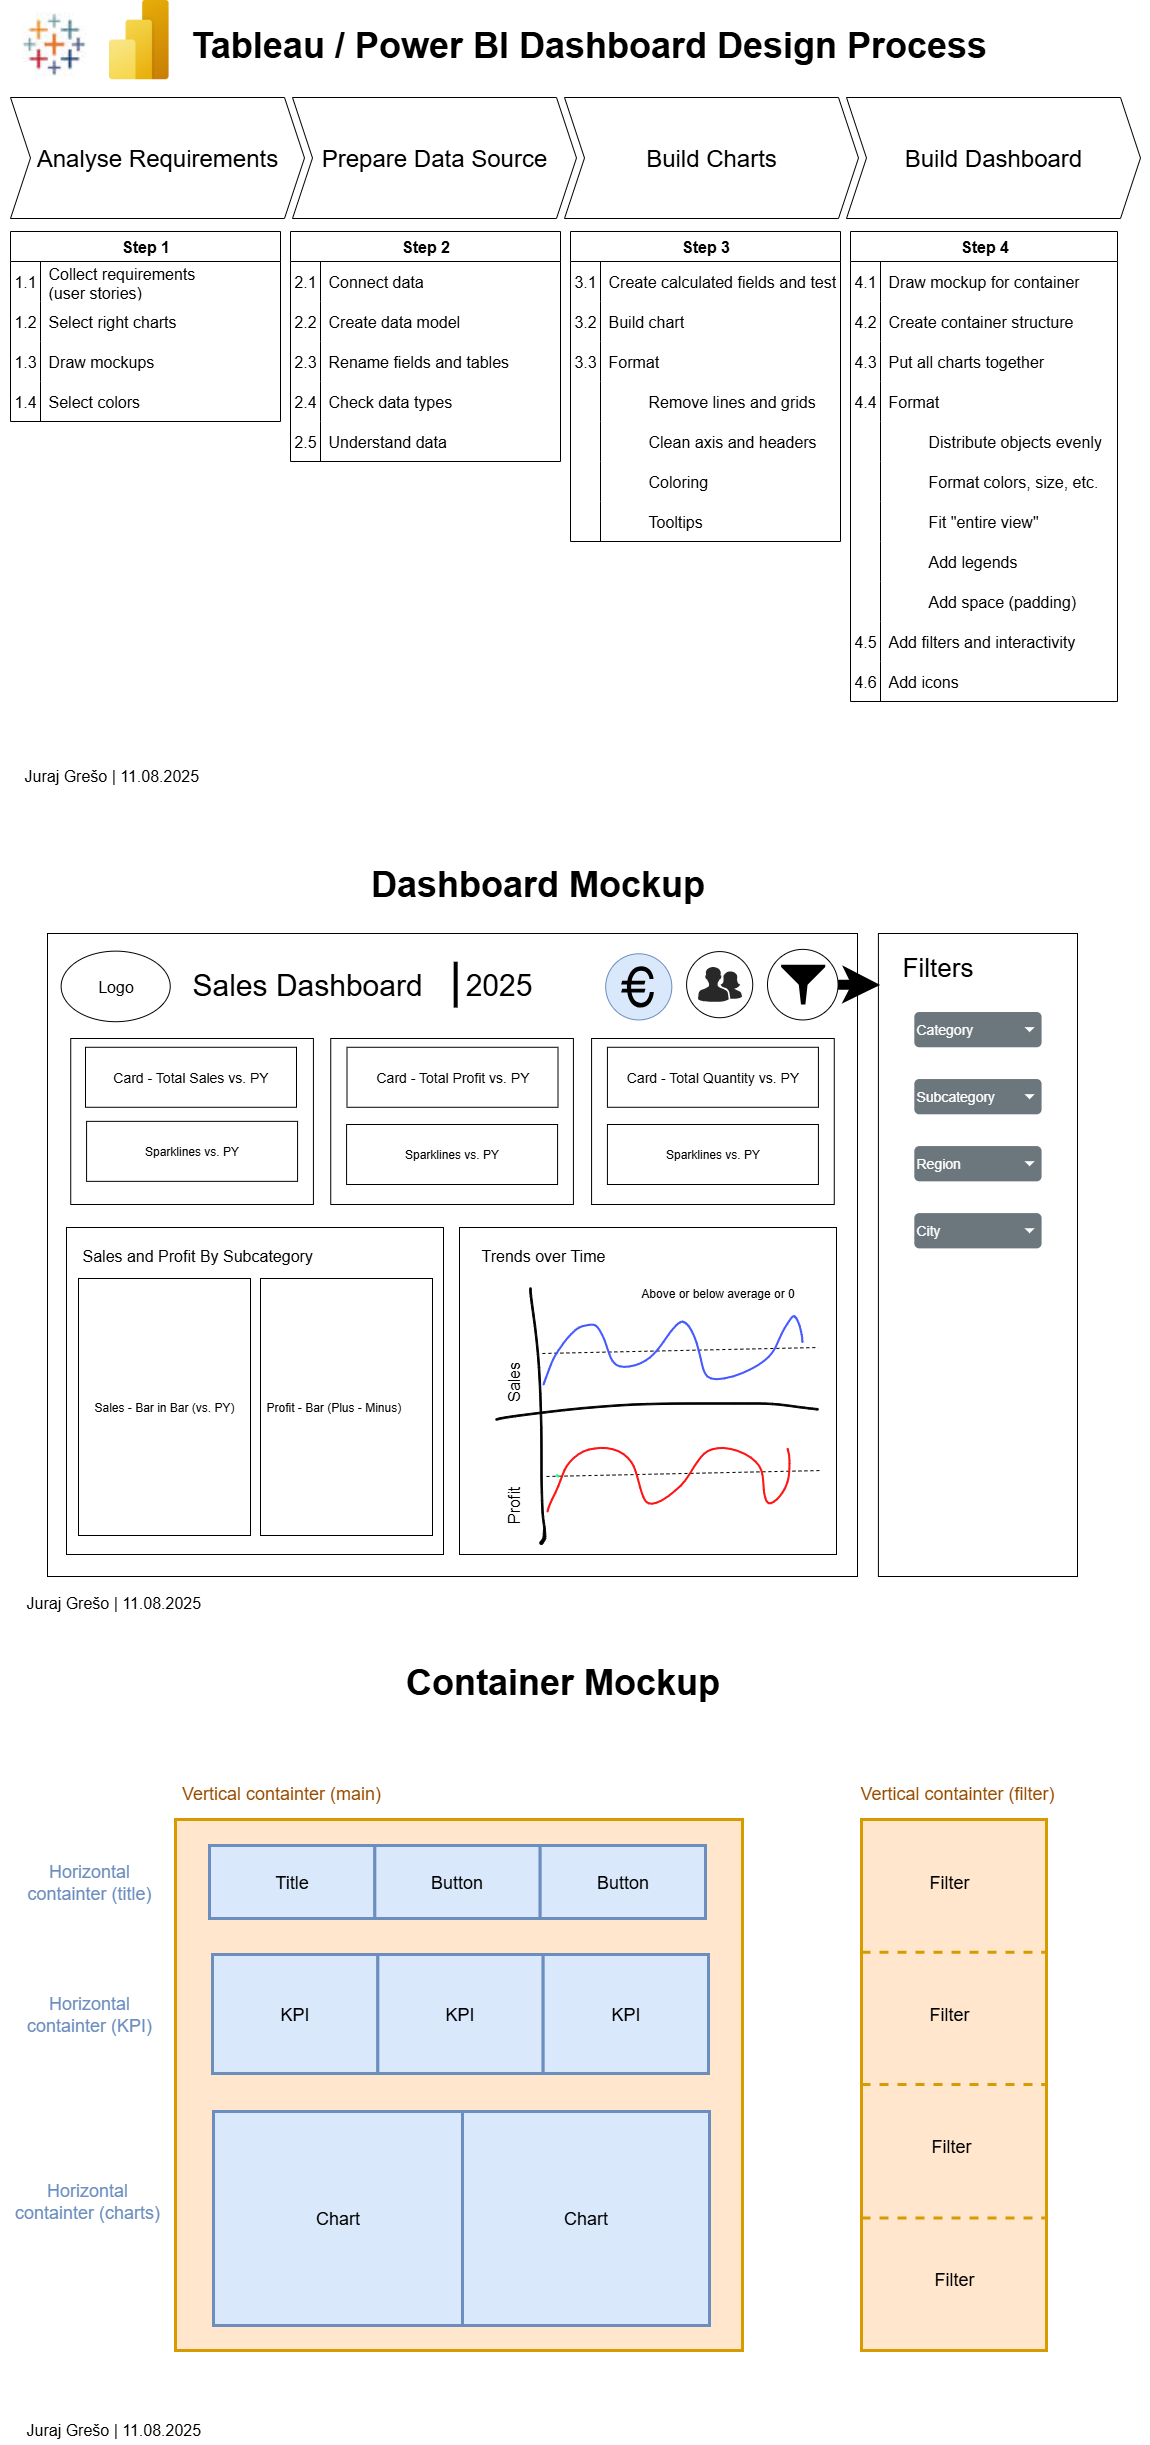 Tableau / Power BI Dashboard Design Process
Analyse Requirements
Prepare Data Source
Build Charts
Build Dashboard
Step 1
1.1 Collect requirements
(user stories)
1.2 Select right charts
1.3 Draw mockups
1.4 Select colors
Step 2
2.1 Connect data
2.2 Create data model
2.3 Rename fields and tables
2.4 Check data types
2.5 Understand data
Step 3
3.1 Create calculated fields and test
3.2 Build chart
3.3 Format
Remove lines and grids
Clean axis and headers
Coloring
Tooltips
Step 4
4.1 Draw mockup for container
4.2 Create container structure
4.3 Put all charts together
4.4 Format
Distribute objects evenly
Format colors, size, etc.
Fit "entire view"
Add legends
Add space (padding)
4.5 Add filters and interactivity
4.6 Add icons
Juraj Grešo | 11.08.2025
Dashboard Mockup
Logo
Sales Dashboard
2025
€
Filters
Category
Subcategory
Region
City
Card - Total Sales vs. PY
Sparklines vs. PY
Card - Total Profit vs. PY
Sparklines vs. PY
Card - Total Quantity vs. PY
Sparklines vs. PY
Sales and Profit By Subcategory
Sales - Bar in Bar (vs. PY)
Profit - Bar (Plus - Minus)
Trends over Time
Above or below average or 0
Sales
Profit
Juraj Grešo | 11.08.2025
Container Mockup
Vertical containter (main)
Vertical containter (filter)
Horizontal
containter (title)
Title
Button
Button
Horizontal
containter (KPI)
KPI
KPI
KPI
Horizontal
containter (charts)
Chart
Chart
Filter
Filter
Filter
Filter
Juraj Grešo | 11.08.2025